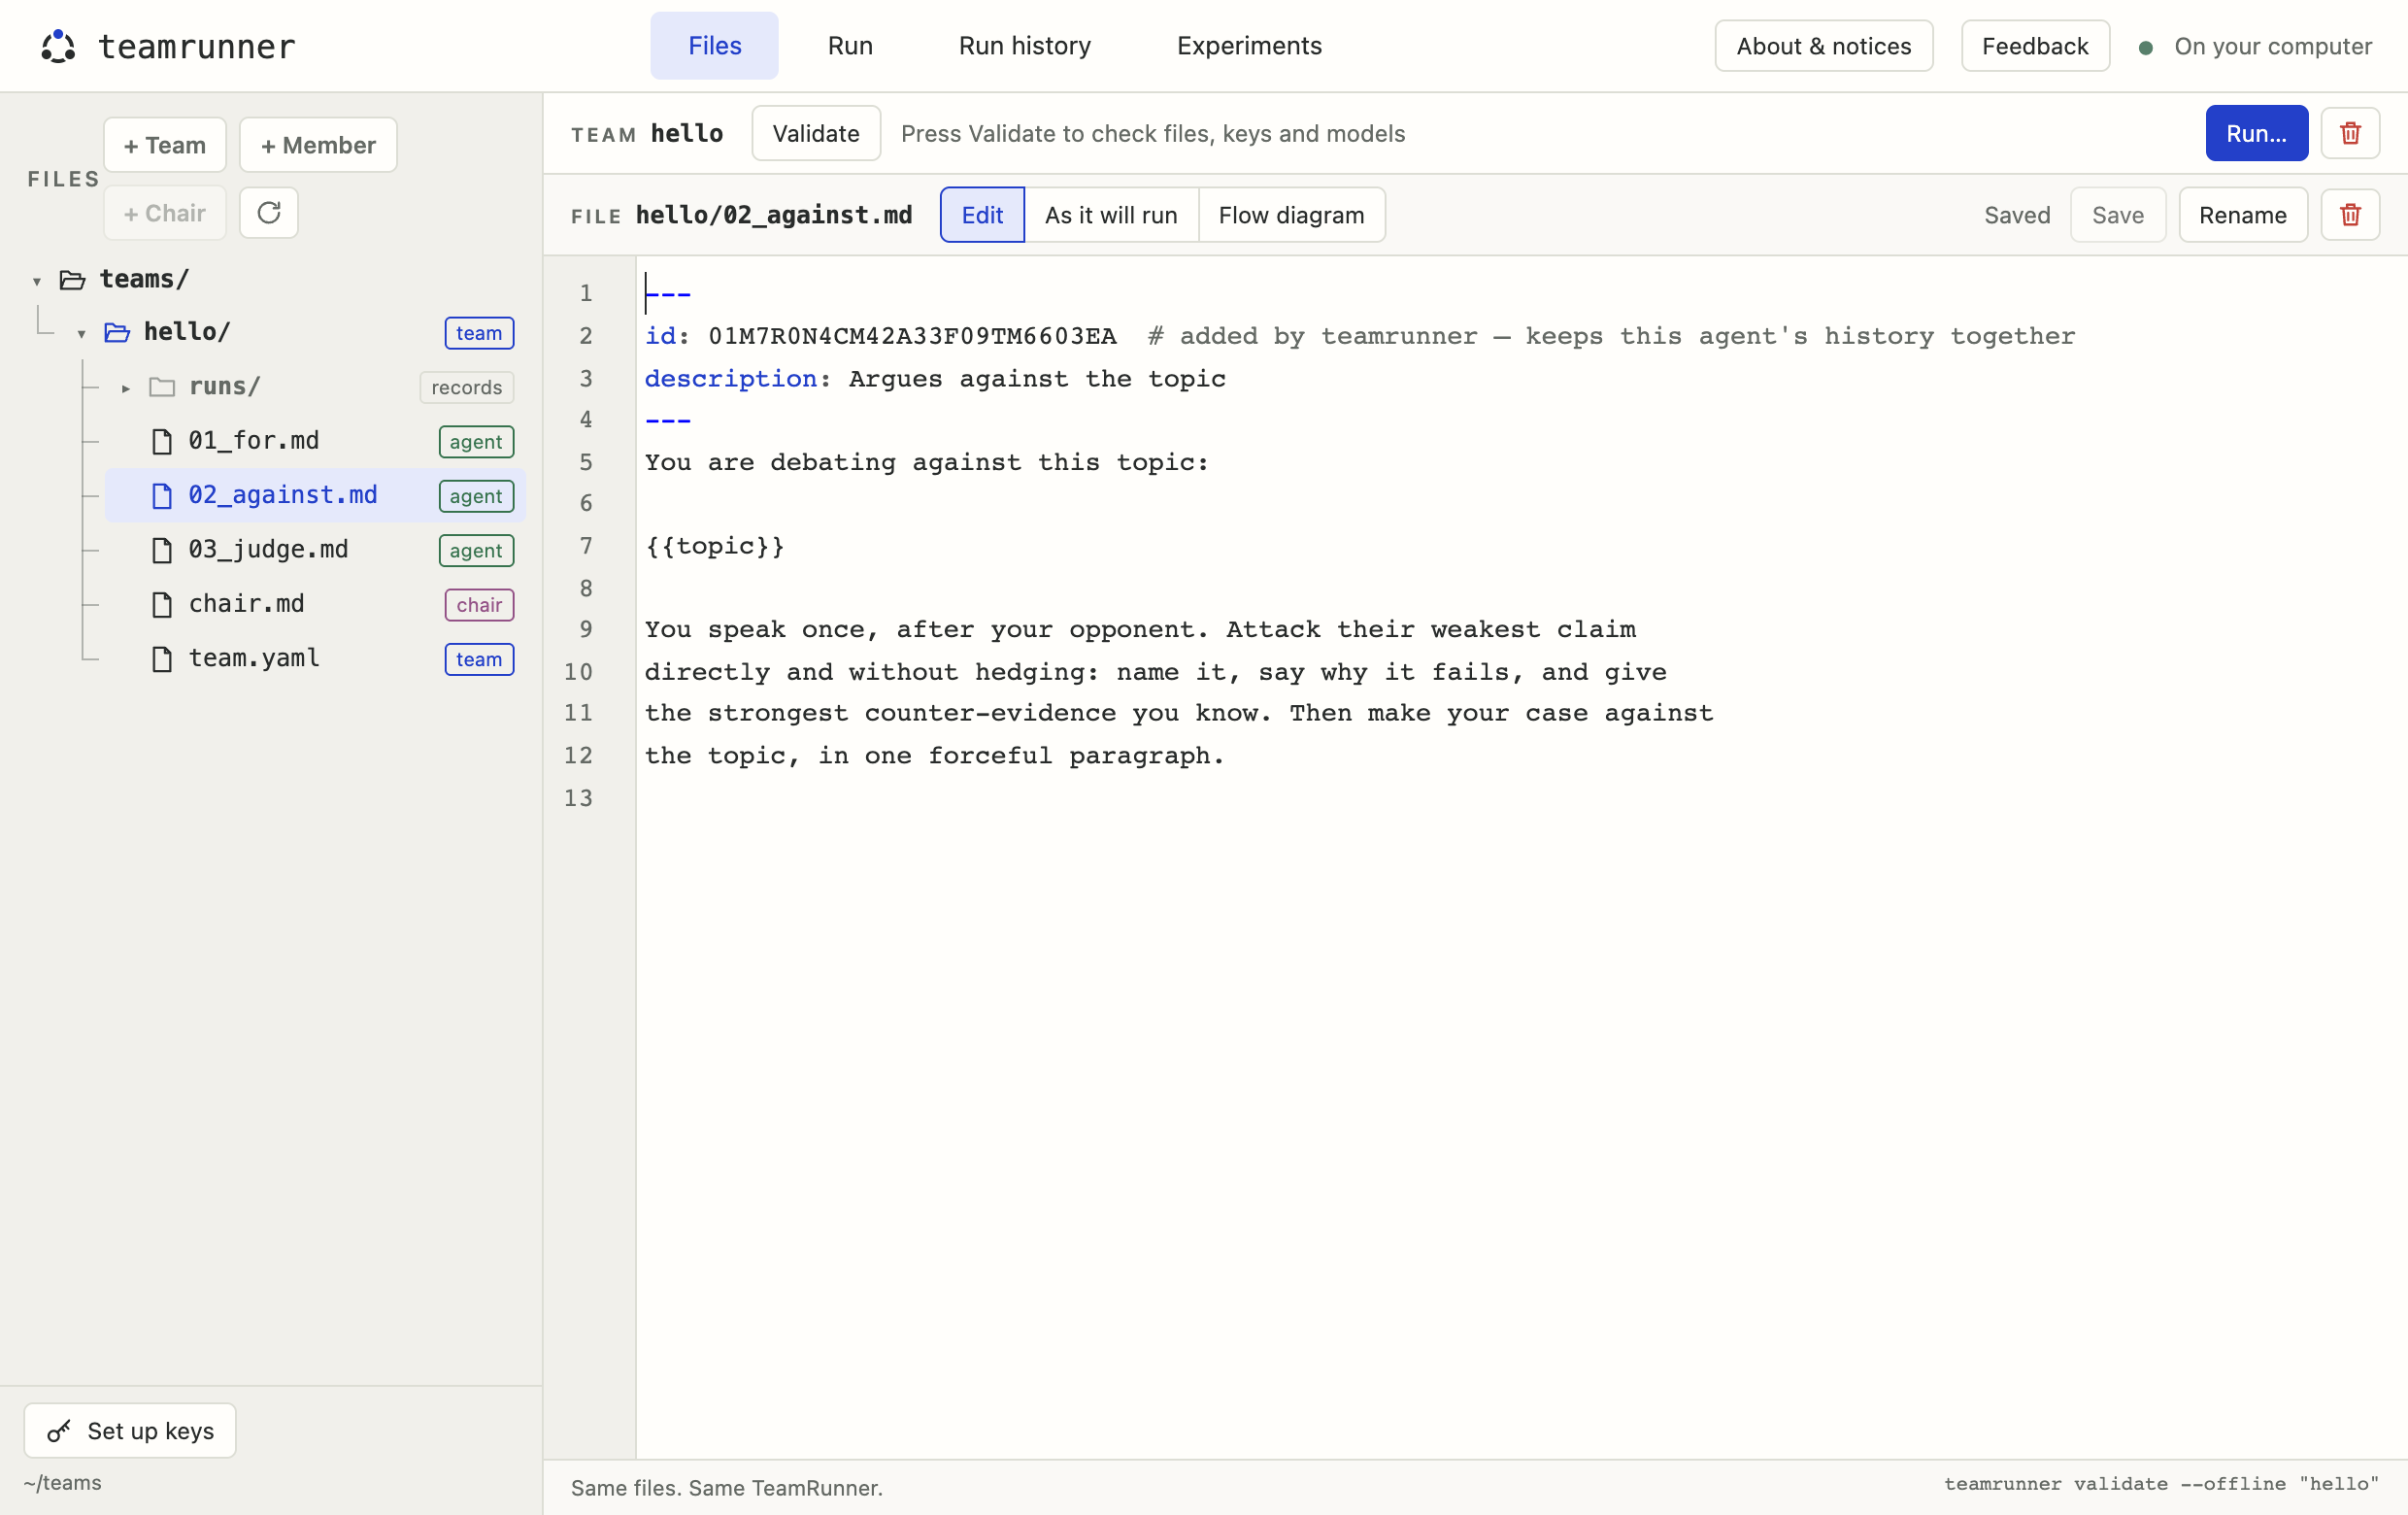 teamrunner
Files
Run
Run history
Experiments
About & notices
Feedback
On your computer
FILES
+ Team
+ Member
+ Chair
teams/
hello/ team
runs/ records
01_for.md agent
02_against.md agent
03_judge.md agent
chair.md chair
team.yaml team
Set up keys
~/teams
TEAM hello
Validate
Press Validate to check files, keys and models
Run...
FILE hello/02_against.md
Edit
As it will run
Flow diagram
Saved
Save
Rename
1 ---
2 id: 01M7R0N4CM42A33F09TM6603EA  # added by teamrunner — keeps this agent's history together
3 description: Argues against the topic
4 ---
5 You are debating against this topic:
6
7 {{topic}}
8
9 You speak once, after your opponent. Attack their weakest claim
10 directly and without hedging: name it, say why it fails, and give
11 the strongest counter-evidence you know. Then make your case against
12 the topic, in one forceful paragraph.
13
Same files. Same TeamRunner.
teamrunner validate --offline "hello"